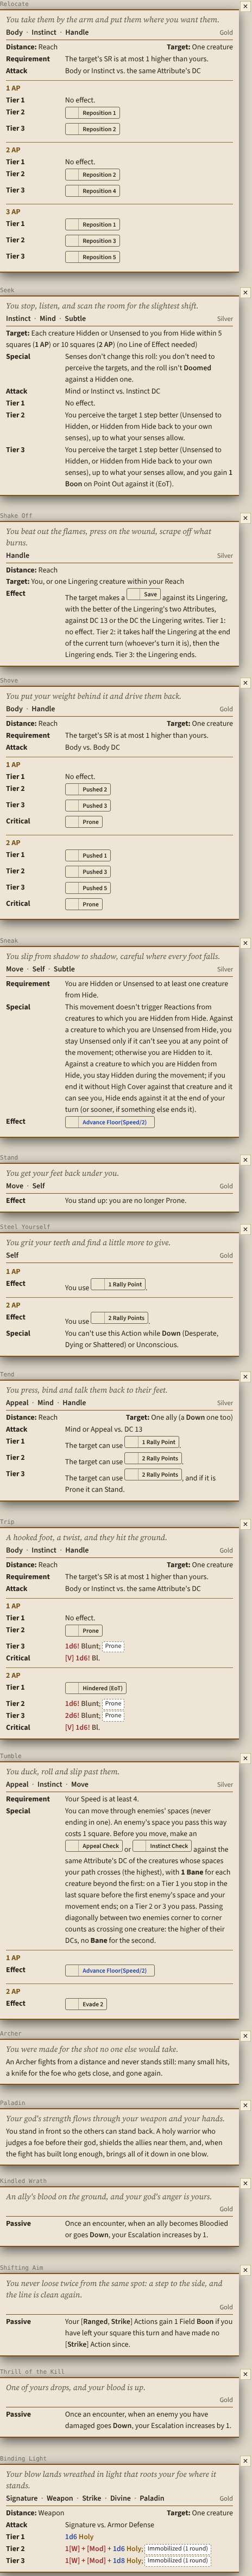 Relocate
You take them by the arm and put them where you want them.
Body · Instinct · Handle Gold
Distance: Reach Target: One creature
Requirement The target's SR is at most 1 higher than yours.
Attack Body or Instinct vs. the same Attribute's DC
1 AP
Tier 1 No effect.
Tier 2 Reposition 1
Tier 3 Reposition 2
2 AP
Tier 1 No effect.
Tier 2 Reposition 2
Tier 3 Reposition 4
3 AP
Tier 1 Reposition 1
Tier 2 Reposition 3
Tier 3 Reposition 5
Seek
You stop, listen, and scan the room for the slightest shift.
Instinct · Mind · Subtle Silver
Target: Each creature Hidden or Unsensed to you from Hide within 5
squares (1 AP) or 10 squares (2 AP) (no Line of Effect needed)
Special Senses don't change this roll: you don't need to
perceive the targets, and the roll isn't Doomed
against a Hidden one.
Attack Mind or Instinct vs. Instinct DC
Tier 1 No effect.
Tier 2 You perceive the target 1 step better (Unsensed to
Hidden, or Hidden from Hide back to your own
senses), up to what your senses allow.
Tier 3 You perceive the target 1 step better (Unsensed to
Hidden, or Hidden from Hide back to your own
senses), up to what your senses allow, and you gain 1
Boon on Point Out against it (EoT).
Shake Off
You beat out the flames, press on the wound, scrape off what
burns.
Handle Silver
Distance: Reach
Target: You, or one Lingering creature within your Reach
Effect The target makes a Save against its Lingering,
with the better of the Lingering's two Attributes,
against DC 13 or the DC the Lingering writes. Tier 1:
no effect. Tier 2: it takes half the Lingering at the end
of the current turn (whoever's turn it is), then the
Lingering ends. Tier 3: the Lingering ends.
Shove
You put your weight behind it and drive them back.
Body · Handle Gold
Distance: Reach Target: One creature
Requirement The target's SR is at most 1 higher than yours.
Attack Body vs. Body DC
1 AP
Tier 1 No effect.
Tier 2 Pushed 2
Tier 3 Pushed 3
Critical Prone
2 AP
Tier 1 Pushed 1
Tier 2 Pushed 3
Tier 3 Pushed 5
Critical Prone
Sneak
You slip from shadow to shadow, careful where every foot falls.
Move · Self · Subtle Silver
Requirement You are Hidden or Unsensed to at least one creature
from Hide.
Special This movement doesn't trigger Reactions from
creatures to which you are Hidden from Hide. Against
a creature to which you are Unsensed from Hide, you
stay Unsensed only if it can't see you at any point of
the movement; otherwise you are Hidden to it.
Against a creature to which you are Hidden from
Hide, you stay Hidden during the movement; if you
end it without High Cover against that creature and it
can see you, Hide ends against it at the end of your
turn (or sooner, if something else ends it).
Effect Advance Floor(Speed/2)
Stand
You get your feet back under you.
Move · Self
Effect You stand up: you are no longer Prone.
Steel Yourself
You grit your teeth and find a little more to give.
Self Gold
1 AP
Effect You use 1 Rally Point.
2 AP
Effect You use 2 Rally Points.
Special You can't use this Action while Down (Desperate,
Dying or Shattered) or Unconscious.
Tend
You press, bind and talk them back to their feet.
Appeal · Mind · Handle Silver
Distance: Reach Target: One ally (a Down one too)
Attack Mind or Appeal vs. DC 13
Tier 1 The target can use 1 Rally Point.
Tier 2 The target can use 2 Rally Points.
Tier 3 The target can use 2 Rally Points, and if it is
Prone it can Stand.
Trip
A hooked foot, a twist, and they hit the ground.
Body · Instinct · Handle Gold
Distance: Reach Target: One creature
Requirement The target's SR is at most 1 higher than yours.
Attack Body or Instinct vs. the same Attribute's DC
1 AP
Tier 1 No effect.
Tier 2 Prone
Tier 3 1d6! Blunt; Prone
Critical [V] 1d6! Bl.
2 AP
Tier 1 Hindered (EoT)
Tier 2 1d6! Blunt; Prone
Tier 3 2d6! Blunt; Prone
Critical [V] 1d6! Bl.
Tumble
You duck, roll and slip past them.
Appeal · Instinct · Move Silver
Requirement Your Speed is at least 4.
Special You can move through enemies' spaces (never
ending in one). An enemy's space you pass this way
costs 1 square. Before you move, make an
Appeal Check or Instinct Check against the
same Attribute's DC of the creatures whose spaces
your path crosses (the highest), with 1 Bane for each
creature beyond the first: on a Tier 1 you stop in the
last square before the first enemy's space and your
movement ends; on a Tier 2 or 3 you pass. Passing
diagonally between two enemies corner to corner
counts as crossing one creature: the higher of their
DCs, no Bane for the second.
1 AP
Effect Advance Floor(Speed/2)
2 AP
Effect Evade 2
Archer
You were made for the shot no one else would take.
An Archer fights from a distance and never stands still: many small hits,
a knife for the foe who gets close, and gone again.
Paladin
Your god's strength flows through your weapon and your hands.
You stand in front so the others can stand back. A holy warrior who
judges a foe before their god, shields the allies near them, and, when
the fight has built long enough, brings all of it down in one blow.
Kindled Wrath
An ally's blood on the ground, and your god's anger is yours.
Gold
Passive Once an encounter, when an ally becomes Bloodied
or goes Down, your Escalation increases by 1.
Shifting Aim
You never loose twice from the same spot: a step to the side, and
the line is clean again.
Gold
Passive Your [Ranged, Strike] Actions gain 1 Field Boon if you
have left your square this turn and have made no
[Strike] Action since.
Thrill of the Kill
One of yours drops, and your blood is up.
Gold
Passive Once an encounter, when an enemy you have
damaged goes Down, your Escalation increases by 1.
Binding Light
Your blow lands wreathed in light that roots your foe where it
stands.
Signature · Weapon · Strike · Divine · Paladin Gold
Distance: Weapon Target: One creature
Attack Signature vs. Armor Defense
Tier 1 1d6 Holy
Tier 2 1[W] + [Mod] + 1d6 Holy; Immobilized (1 round)
Tier 3 1[W] + [Mod] + 1d8 Holy; Immobilized (1 round)